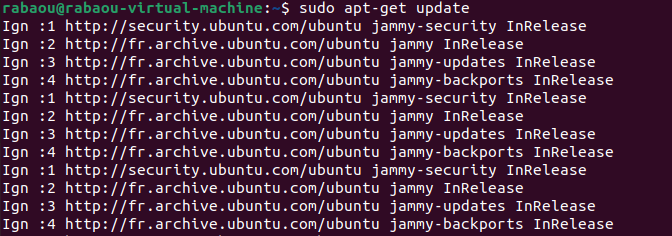 rabaou@rabaou-virtual-machine:~$ sudo apt-get update
Ign :1 http://security.ubuntu.com/ubuntu jammy-security InRelease
Ign :2 http://fr.archive.ubuntu.com/ubuntu jammy InRelease
Ign :3 http://fr.archive.ubuntu.com/ubuntu jammy-updates InRelease
Ign :4 http://fr.archive.ubuntu.com/ubuntu jammy-backports InRelease
Ign :1 http://security.ubuntu.com/ubuntu jammy-security InRelease
Ign :2 http://fr.archive.ubuntu.com/ubuntu jammy InRelease
Ign :3 http://fr.archive.ubuntu.com/ubuntu jammy-updates InRelease
Ign :4 http://fr.archive.ubuntu.com/ubuntu jammy-backports InRelease
Ign :1 http://security.ubuntu.com/ubuntu jammy-security InRelease
Ign :2 http://fr.archive.ubuntu.com/ubuntu jammy InRelease
Ign :3 http://fr.archive.ubuntu.com/ubuntu jammy-updates InRelease
Ign :4 http://fr.archive.ubuntu.com/ubuntu jammy-backports InRelease